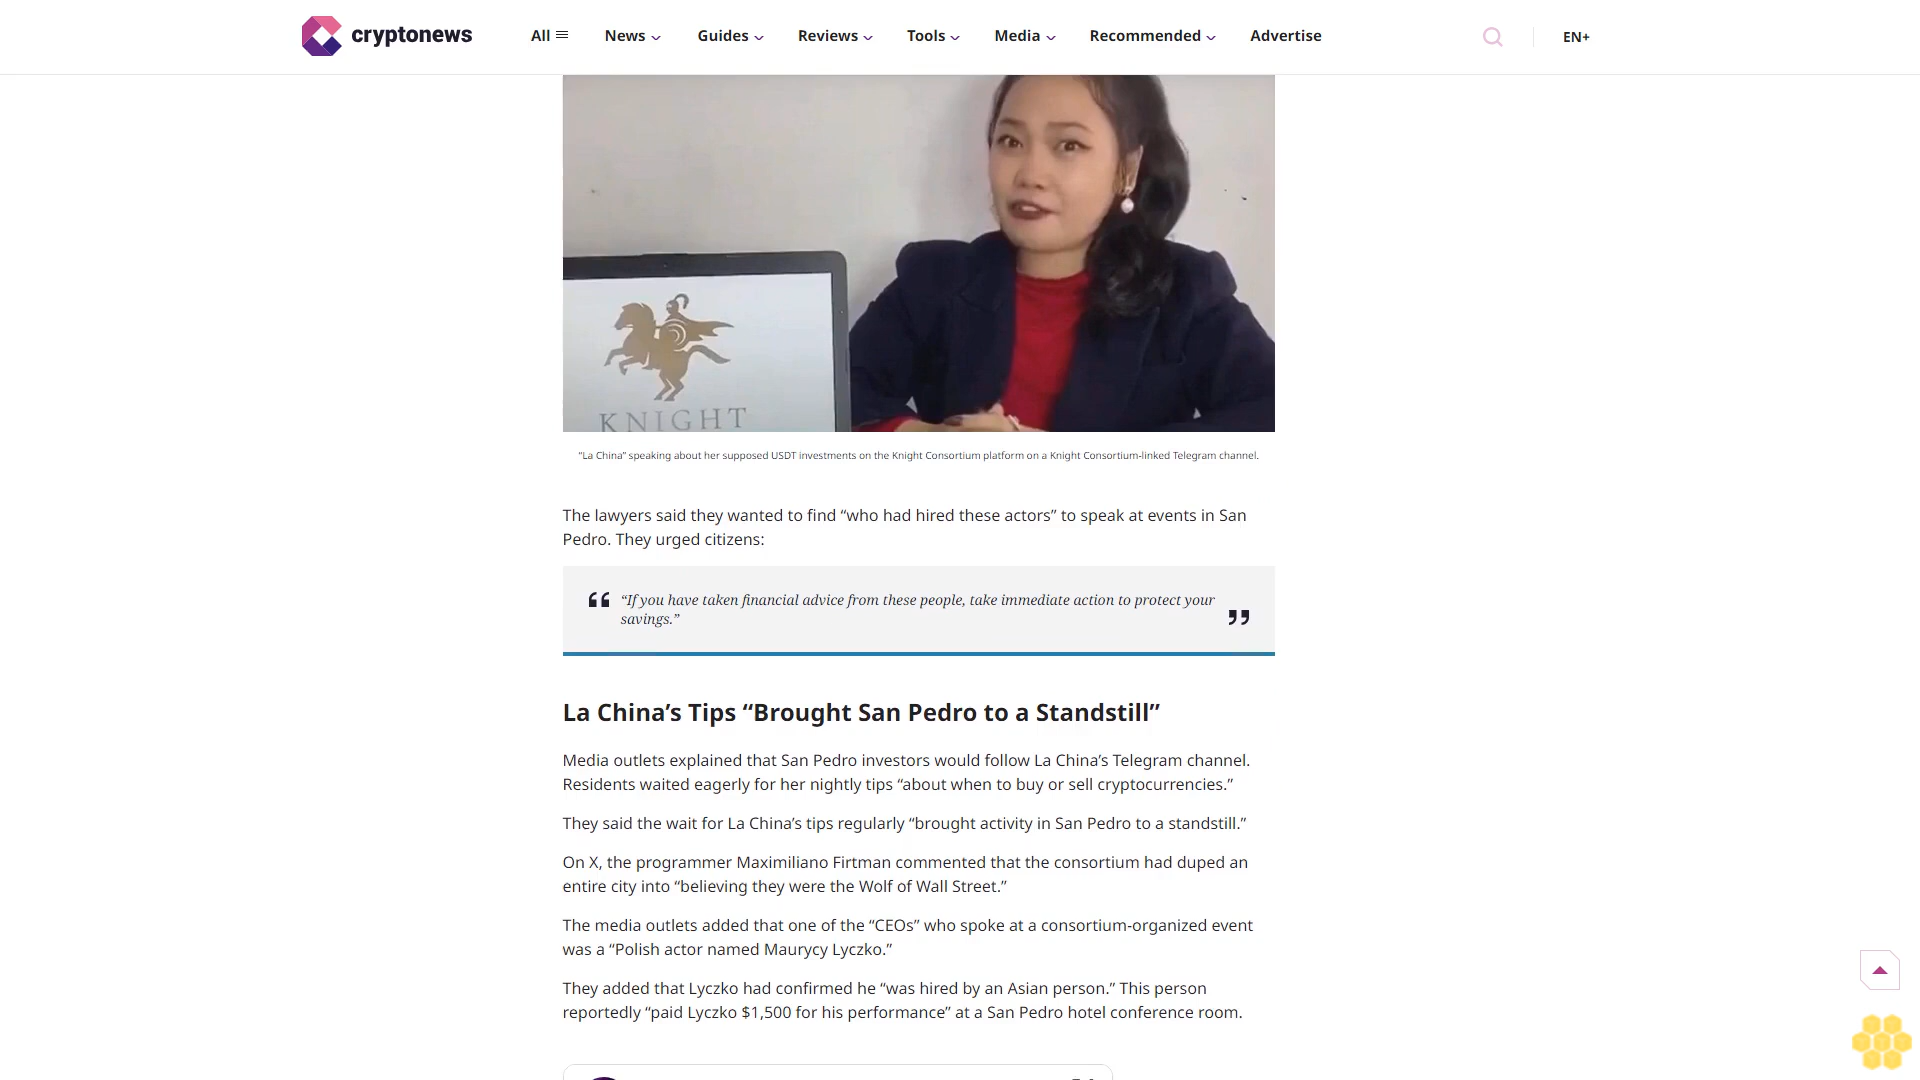 cryptonews
All
News
Guides
Reviews
Tools
Media
Recommended
Advertise
EN+
KNIGHT
“La China” speaking about her supposed USDT investments on the Knight Consortium platform on a Knight Consortium-linked Telegram channel.
The lawyers said they wanted to find “who had hired these actors” to speak at events in San
Pedro. They urged citizens:
“If you have taken financial advice from these people, take immediate action to protect your
savings.”
La China’s Tips “Brought San Pedro to a Standstill”
Media outlets explained that San Pedro investors would follow La China’s Telegram channel.
Residents waited eagerly for her nightly tips “about when to buy or sell cryptocurrencies.”
They said the wait for La China’s tips regularly “brought activity in San Pedro to a standstill.”
On X, the programmer Maximiliano Firtman commented that the consortium had duped an
entire city into “believing they were the Wolf of Wall Street.”
The media outlets added that one of the “CEOs” who spoke at a consortium-organized event
was a “Polish actor named Maurycy Lyczko.”
They added that Lyczko had confirmed he “was hired by an Asian person.” This person
reportedly “paid Lyczko $1,500 for his performance” at a San Pedro hotel conference room.